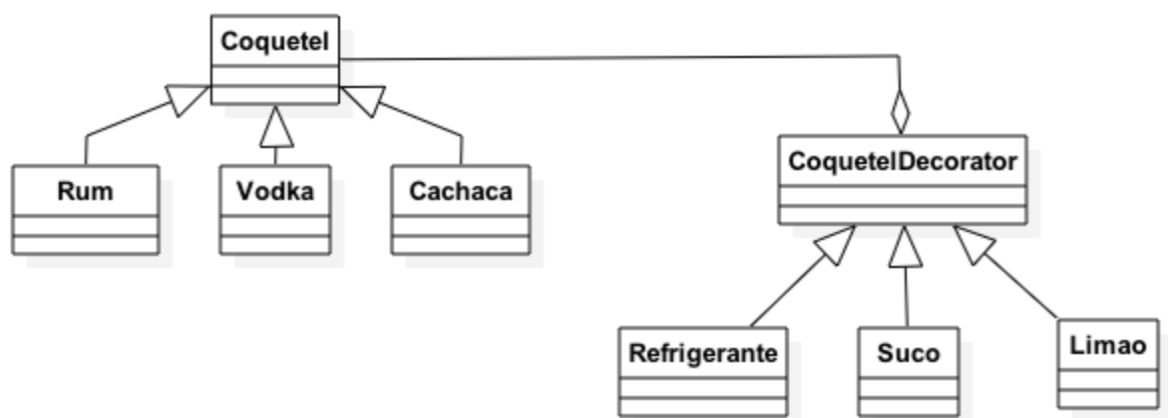 Coquetel
CoquetelDecorator
Rum
Vodka
Cachaca
Refrigerante
Suco
Limao